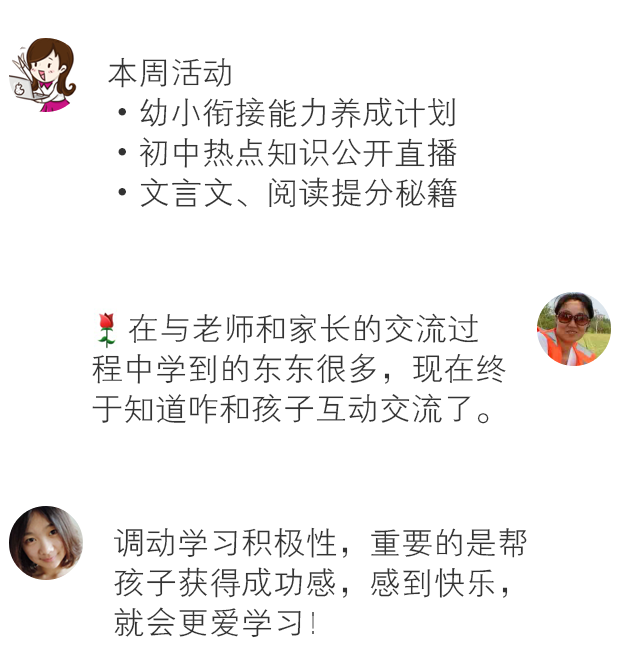 本周活动
•幼小衔接能力养成计划
•初中热点知识公开直播
•文言文、阅读提分秘籍
🌹在与老师和家长的交流过
程中学到的东东很多，现在终
于知道咋和孩子互动交流了。
调动学习积极性，重要的是帮
孩子获得成功感，感到快乐，
就会更爱学习!